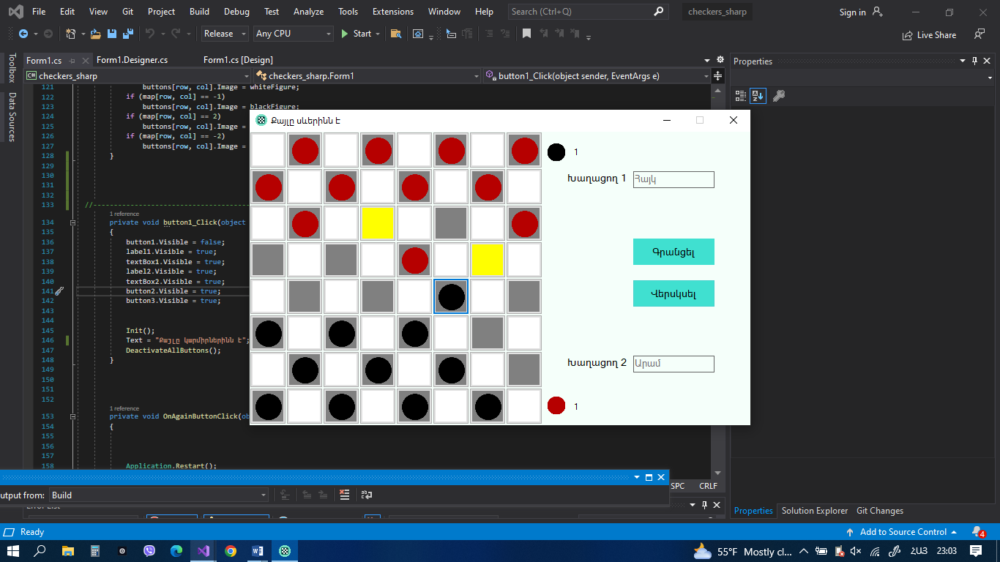 File Edit View Git Project Build Debug Test Analyze Tools Extensions Window Help Search (Ctrl+Q) checkers_sharp Sign in
Release Any CPU Start Live Share
Toolbox
Data Sources
Form1.cs Form1.Designer.cs Form1.cs [Design]
Properties
C# checkers_sharp checkers_sharp.Form1 button1_Click(object sender, EventArgs e)
121 buttons[row, col].Image = whiteFigure;
122 if (map[row, col] == -1)
123 buttons[row, col].Image = blackFigure;
124 if (map[row, col] == 2)
125 buttons[row, col].Image =
126 if (map[row, col] == -2)
127 buttons[row, col].Image =
128 }
129
130
131
132
133 //--------------------------------------
1 reference
134 private void button1_Click(object
135 {
136 button1.Visible = false;
137 label1.Visible = true;
138 textBox1.Visible = true;
139 label2.Visible = true;
140 textBox2.Visible = true;
141 button2.Visible = true;
142 button3.Visible = true;
143
144
145 Init();
146 Text = "Քայլը կարմիրներինն է";
147 DeactivateAllButtons();
148 }
149
150
151
152
1 reference
153 private void OnAgainButtonClick(ob
154 {
155
156
157
158 Application.Restart();
Քայլը սևերինն է
1
Խաղացող 1 Հայկ
Գրանցել
Վերսկսել
Խաղացող 2 Արամ
1
SPC CRLF
utput from: Build
Error List
Properties Solution Explorer Git Changes
Ready Add to Source Control 4
55°F Mostly cl... ՀԱՅ 23:03